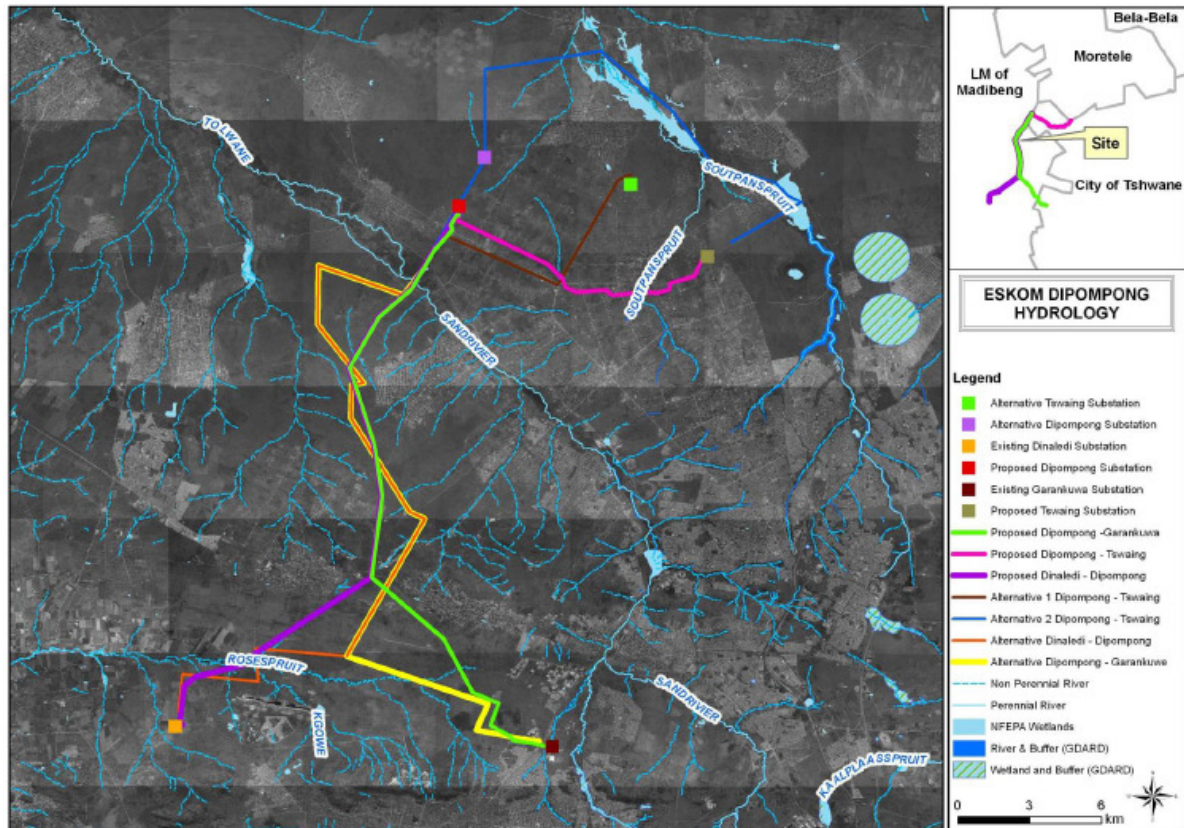 TOLWANE
SOUTPANSPRUIT
SOUTPANSPRUIT
SANDRIVIER
ROSESPRUIT
KGOWE
SANDRIVIER
KAALPLAASSPRUIT
Bela-Bela
Moretele
LM of
Madibeng
Site
City of Tshwane
ESKOM DIPOMPONG
HYDROLOGY
Legend
Alternative Tswaing Substation
Alternative Dipompong Substation
Existing Dinaledi Substation
Proposed Dipompong Substation
Existing Garankuwa Substation
Proposed Tswaing Substation
Proposed Dipompong -Garankuwa
Proposed Dipompong - Tswaing
Proposed Dinaledi - Dipompong
Alternative 1 Dipompong - Tswaing
Alternative 2 Dipompong - Tswaing
Alternative Dinaledi - Dipompong
Alternative Dipompong - Garankuwe
Non Perennial River
Perennial River
NFEPA Wetlands
River & Buffer (GDARD)
Wetland and Buffer (GDARD)
0 3 6
km